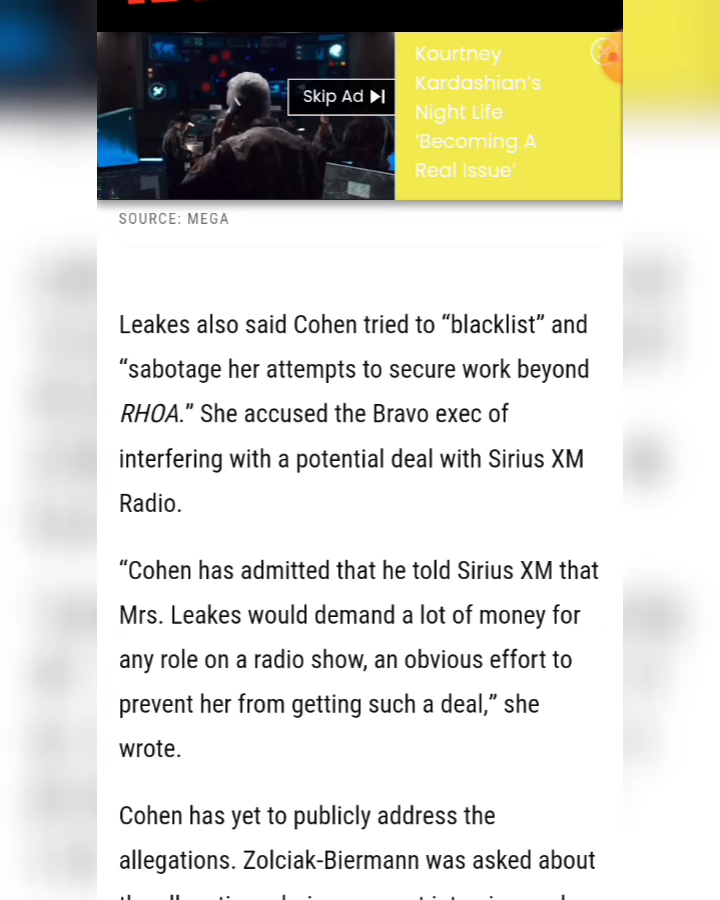 Kourtney
Kardashian's
Night Life
'Becoming A
Real Issue'
Skip Ad
SOURCE: MEGA
Leakes also said Cohen tried to “blacklist” and
“sabotage her attempts to secure work beyond
RHOA.” She accused the Bravo exec of
interfering with a potential deal with Sirius XM
Radio.
“Cohen has admitted that he told Sirius XM that
Mrs. Leakes would demand a lot of money for
any role on a radio show, an obvious effort to
prevent her from getting such a deal,” she
wrote.
Cohen has yet to publicly address the
allegations. Zolciak-Biermann was asked about